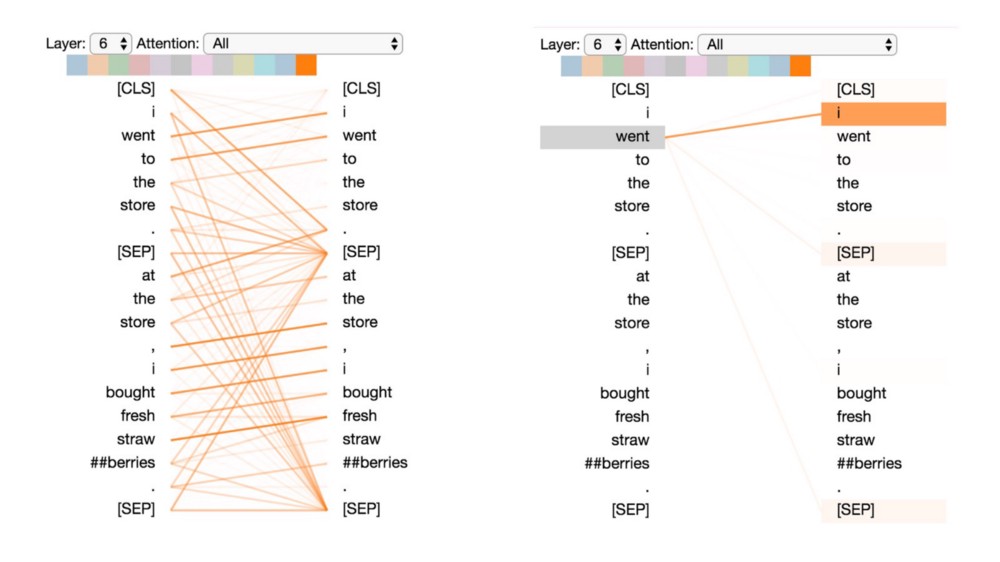 Layer: 6 Attention: All
[CLS] [CLS]
i i
went went
to to
the the
store store
. .
[SEP] [SEP]
at at
the the
store store
, ,
i i
bought bought
fresh fresh
straw straw
##berries ##berries
. .
[SEP] [SEP]
Layer: 6 Attention: All
[CLS] [CLS]
i i
went went
to to
the the
store store
. .
[SEP] [SEP]
at at
the the
store store
, ,
i i
bought bought
fresh fresh
straw straw
##berries ##berries
. .
[SEP] [SEP]